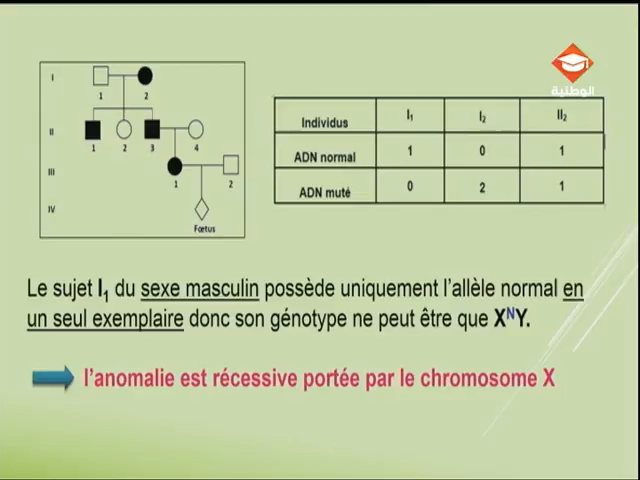 الوطنية
I
1 2
II
1 2 3 4
III
1 2
IV
Fœtus
Individus I1 I2 II2
ADN normal 1 0 1
ADN muté 0 2 1
Le sujet I1 du sexe masculin possède uniquement l'allèle normal en
un seul exemplaire donc son génotype ne peut être que XᴺY.
l'anomalie est récessive portée par le chromosome X